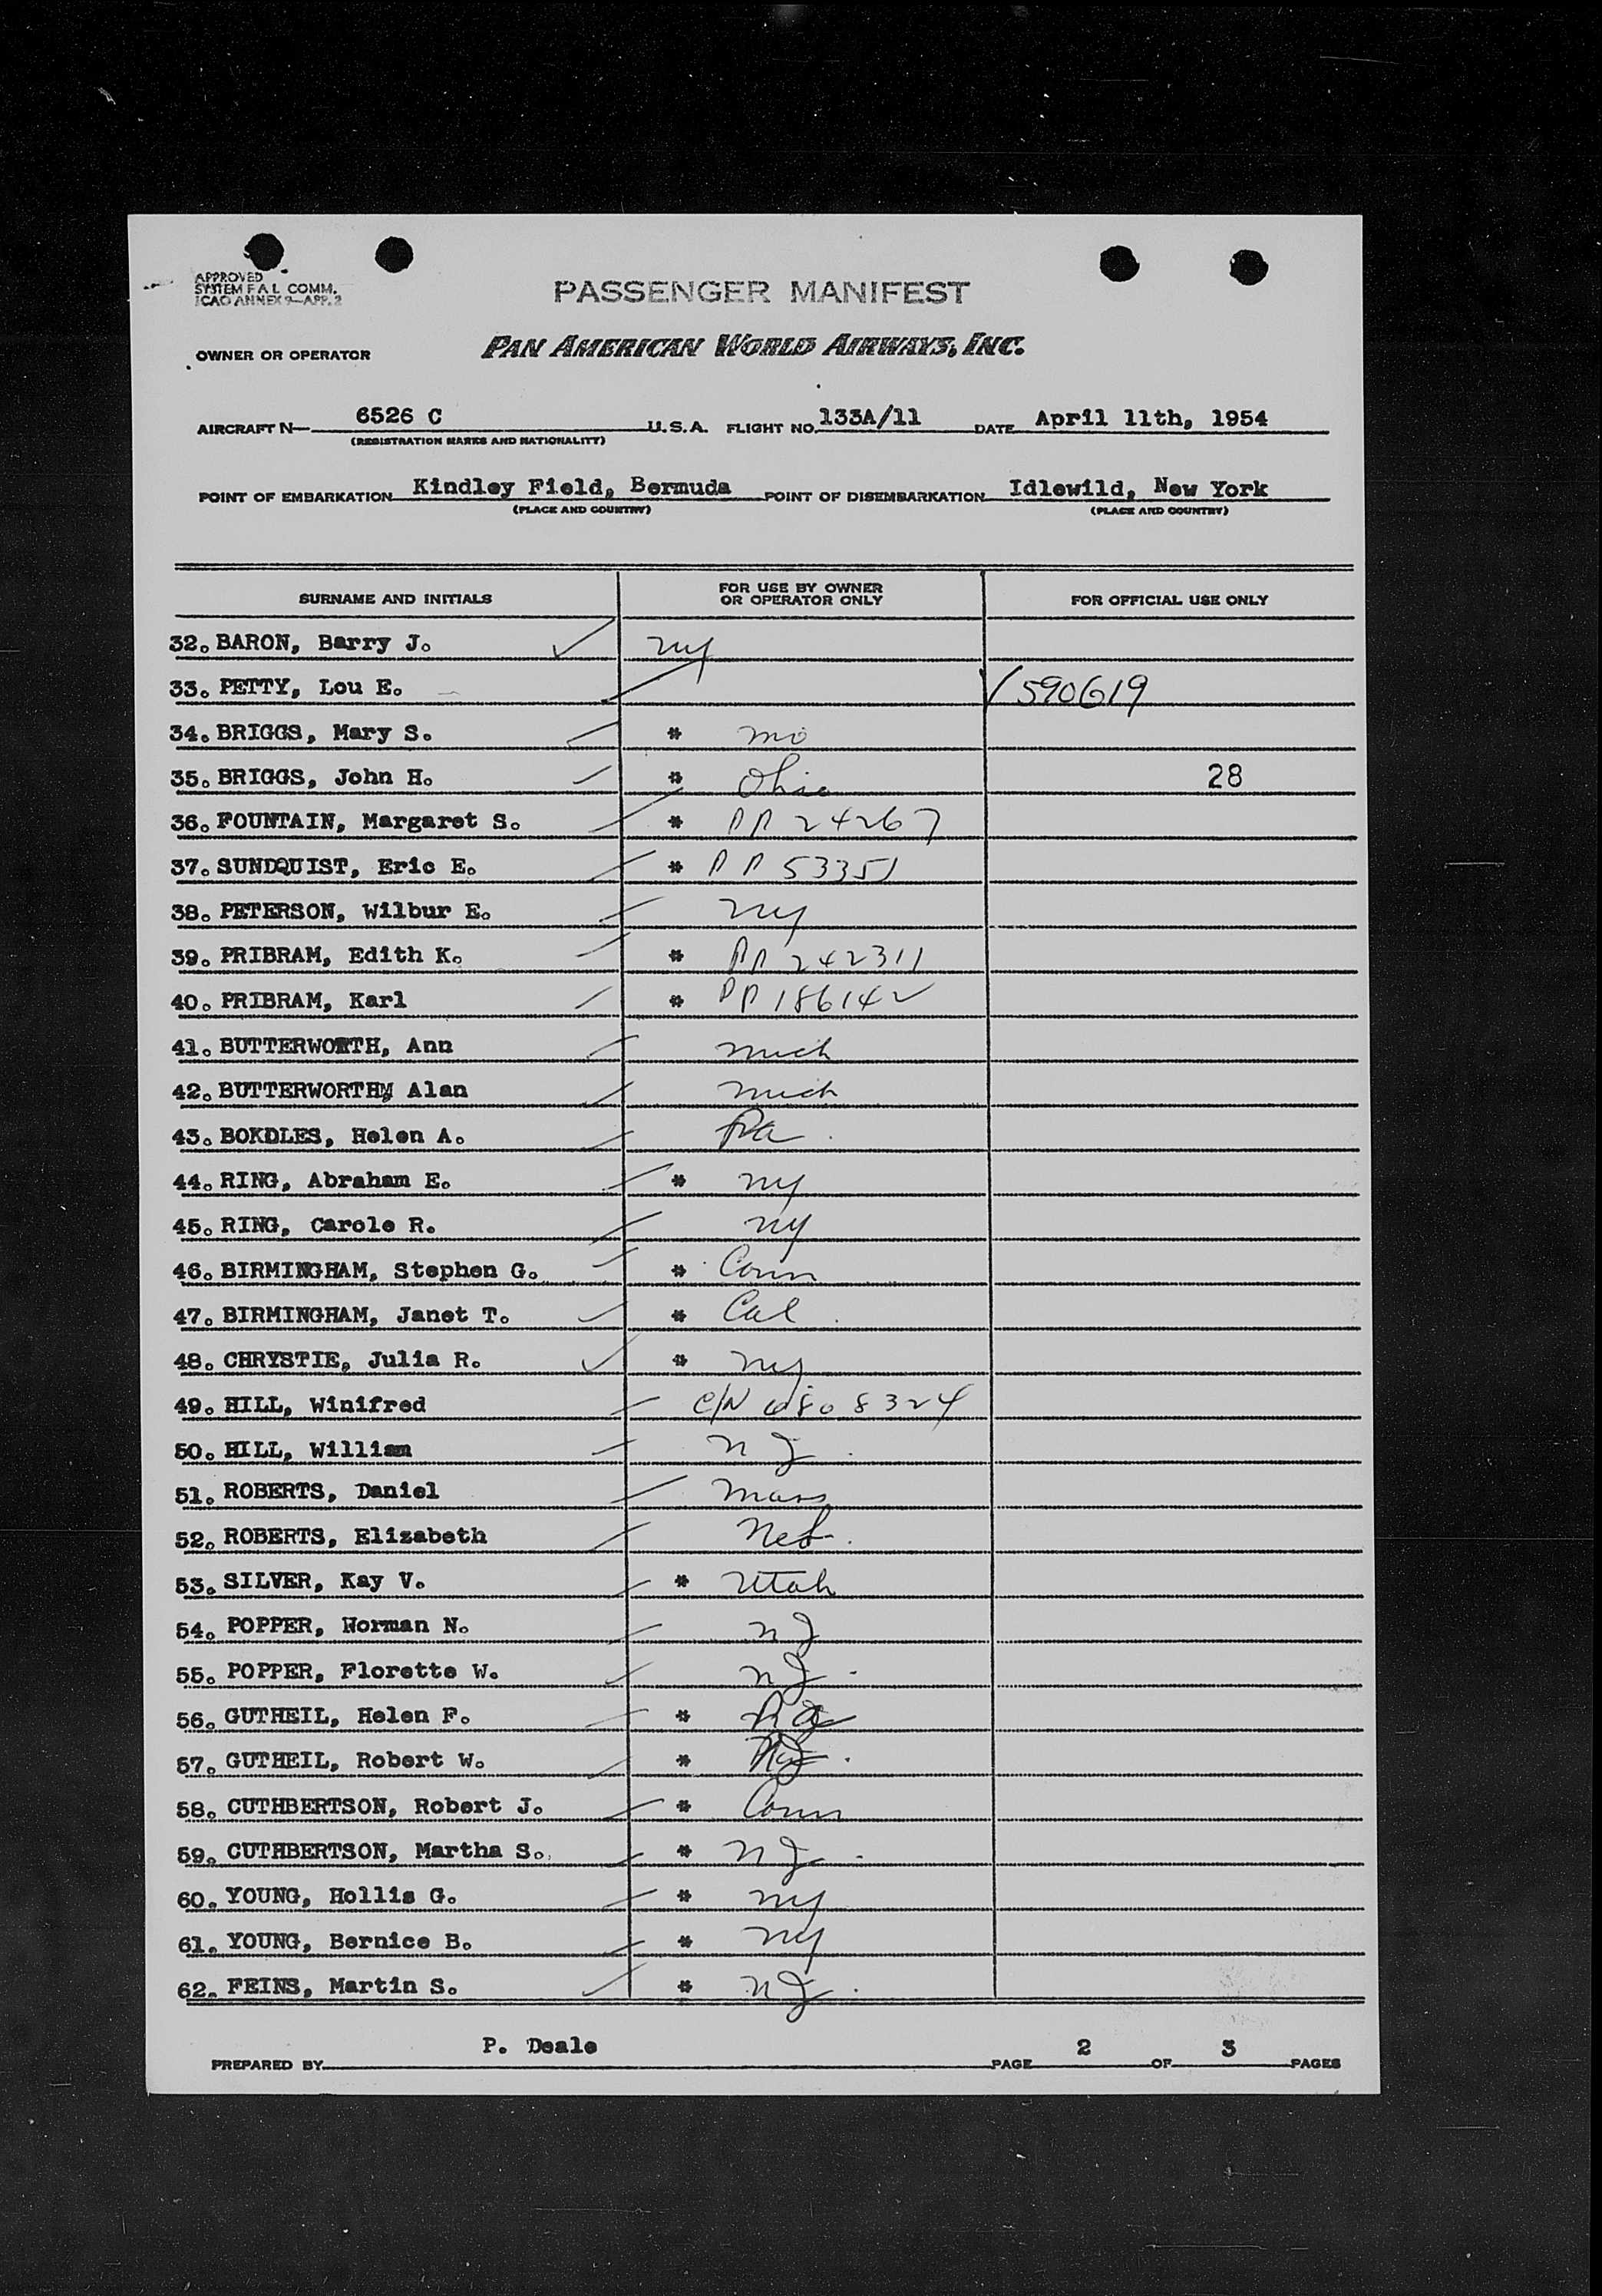 APPROVED
SYSTEM F A L COMM.
ICAO ANNEX 9—APP. 2
PASSENGER MANIFEST
OWNER OR OPERATOR PAN AMERICAN WORLD AIRWAYS, INC.
AIRCRAFT N— 6526 C U.S.A. FLIGHT NO. 133A/11 DATE April 11th, 1954
(REGISTRATION MARKS AND NATIONALITY)
POINT OF EMBARKATION Kindley Field, Bermuda POINT OF DISEMBARKATION Idlewild, New York
(PLACE AND COUNTRY) (PLACE AND COUNTRY)
SURNAME AND INITIALS FOR USE BY OWNER OR OPERATOR ONLY FOR OFFICIAL USE ONLY
32. BARON, Barry J. ny
33. PETTY, Lou E. 590619
34. BRIGGS, Mary S. * mo
35. BRIGGS, John H. * Ohio 28
36. FOUNTAIN, Margaret S. * PP 24267
37. SUNDQUIST, Eric E. * PP 53351
38. PETERSON, Wilbur E. ny
39. PRIBRAM, Edith K. * PP 242311
40. PRIBRAM, Karl * PP 186142
41. BUTTERWORTH, Ann mich
42. BUTTERWORTH, Alan mich
43. BOKDLES, Helen A. Pa
44. RING, Abraham E. * ny
45. RING, Carole R. ny
46. BIRMINGHAM, Stephen G. * Conn
47. BIRMINGHAM, Janet T. * Cal
48. CHRYSTIE, Julia R. * ny
49. HILL, Winifred C/N 6808324
50. HILL, William n J
51. ROBERTS, Daniel mass
52. ROBERTS, Elizabeth Neb.
53. SILVER, Kay V. * Utah
54. POPPER, Norman N. n J
55. POPPER, Florette W. n J.
56. GUTHEIL, Helen F. * Pa
57. GUTHEIL, Robert W. * NJ.
58. CUTHBERTSON, Robert J. * Conn
59. CUTHBERTSON, Martha S. * n J.
60. YOUNG, Hollis G. * ny
61. YOUNG, Bernice B. * ny
62. FEINS, Martin S. * n J.
PREPARED BY P. Deale PAGE 2 OF 3 PAGES